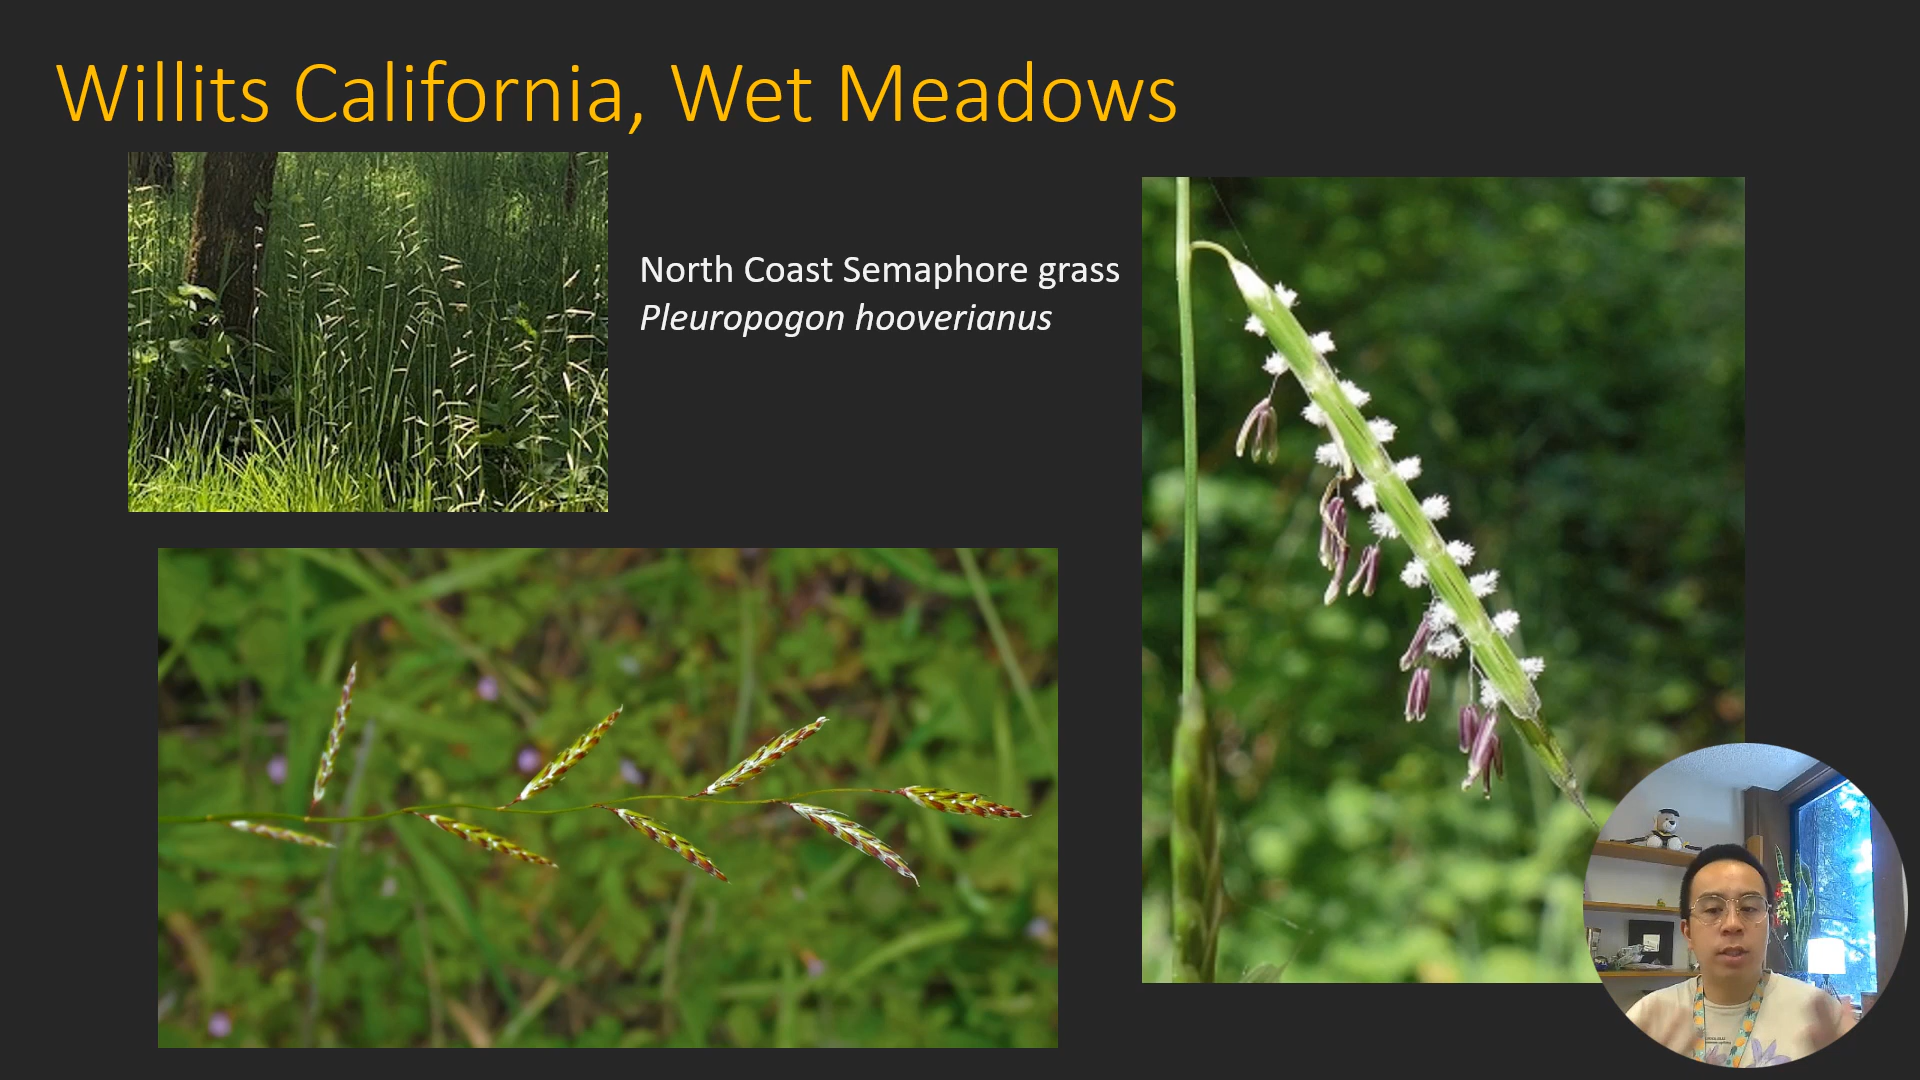 Willits California, Wet Meadows
North Coast Semaphore grass
Pleuropogon hooverianus